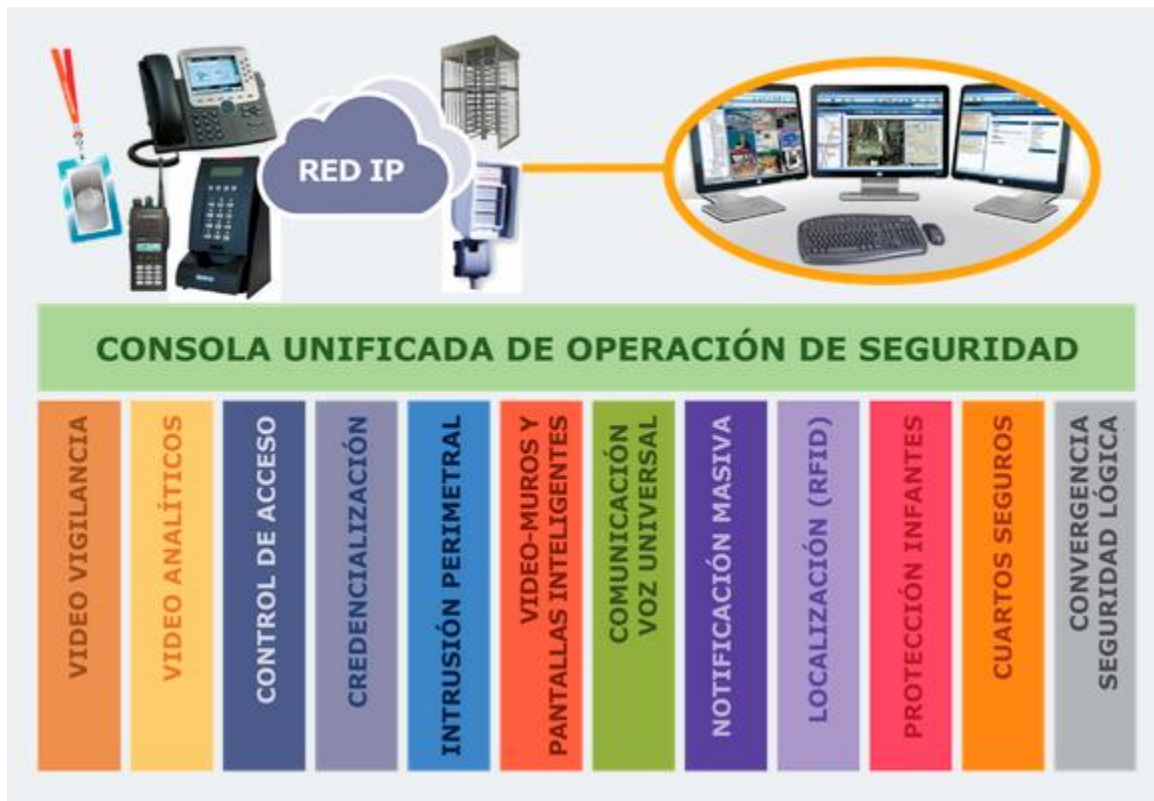 RED IP
CONSOLA UNIFICADA DE OPERACIÓN DE SEGURIDAD
VIDEO VIGILANCIA
VIDEO ANALÍTICOS
CONTROL DE ACCESO
CREDENCIALIZACIÓN
INTRUSIÓN PERIMETRAL
VIDEO-MUROS Y
PANTALLAS INTELIGENTES
COMUNICACIÓN
VOZ UNIVERSAL
NOTIFICACIÓN MASIVA
LOCALIZACIÓN (RFID)
PROTECCIÓN INFANTES
CUARTOS SEGUROS
CONVERGENCIA
SEGURIDAD LÓGICA